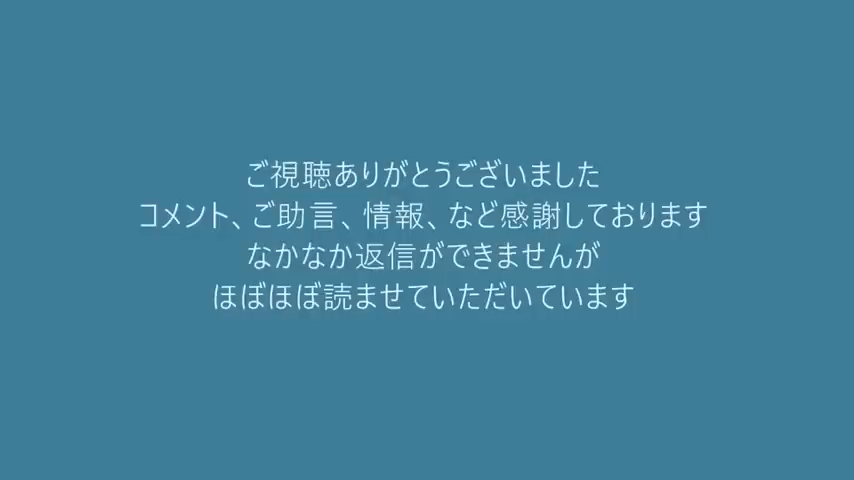 ご視聴ありがとうございました
コメント、ご助言、情報、など感謝しております
なかなか返信ができませんが
ほぼほぼ読ませていただいています